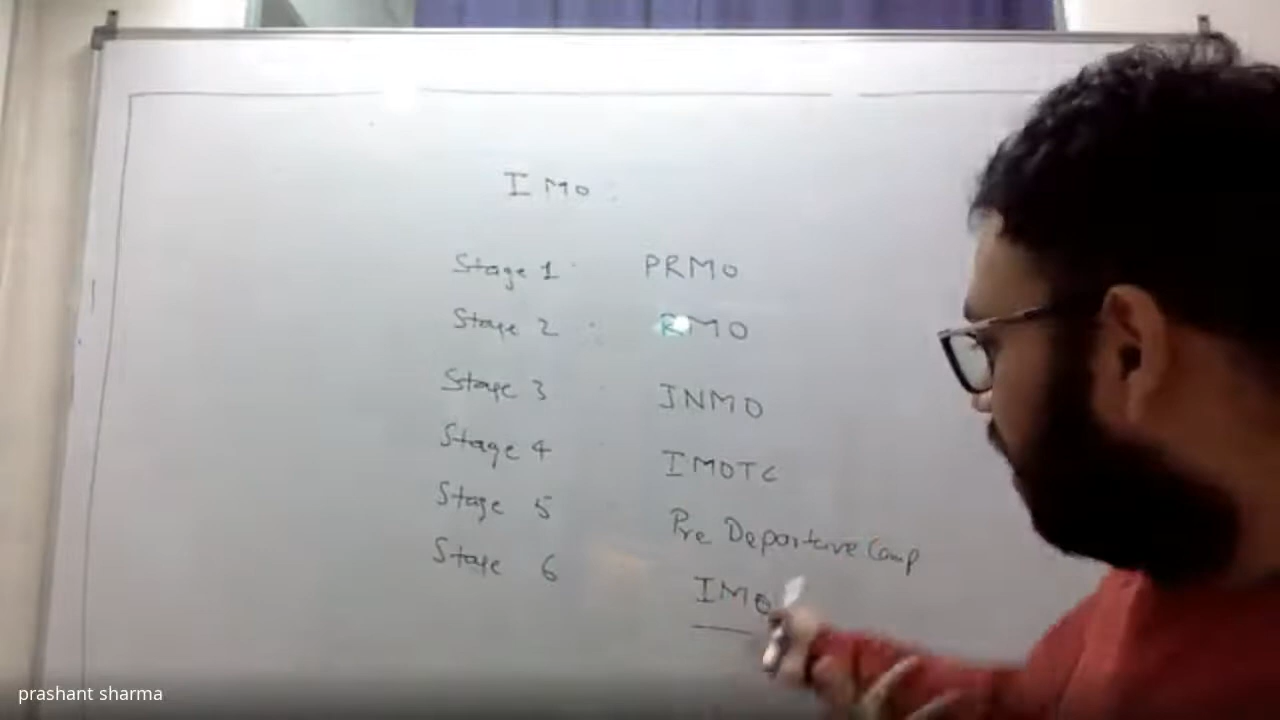 IMO :
Stage 1 PRMO
Stage 2 : RMO
Stage 3 INMO
Stage 4 IMOTC
Stage 5 Pre Departure Camp
Stage 6 IMO
prashant sharma